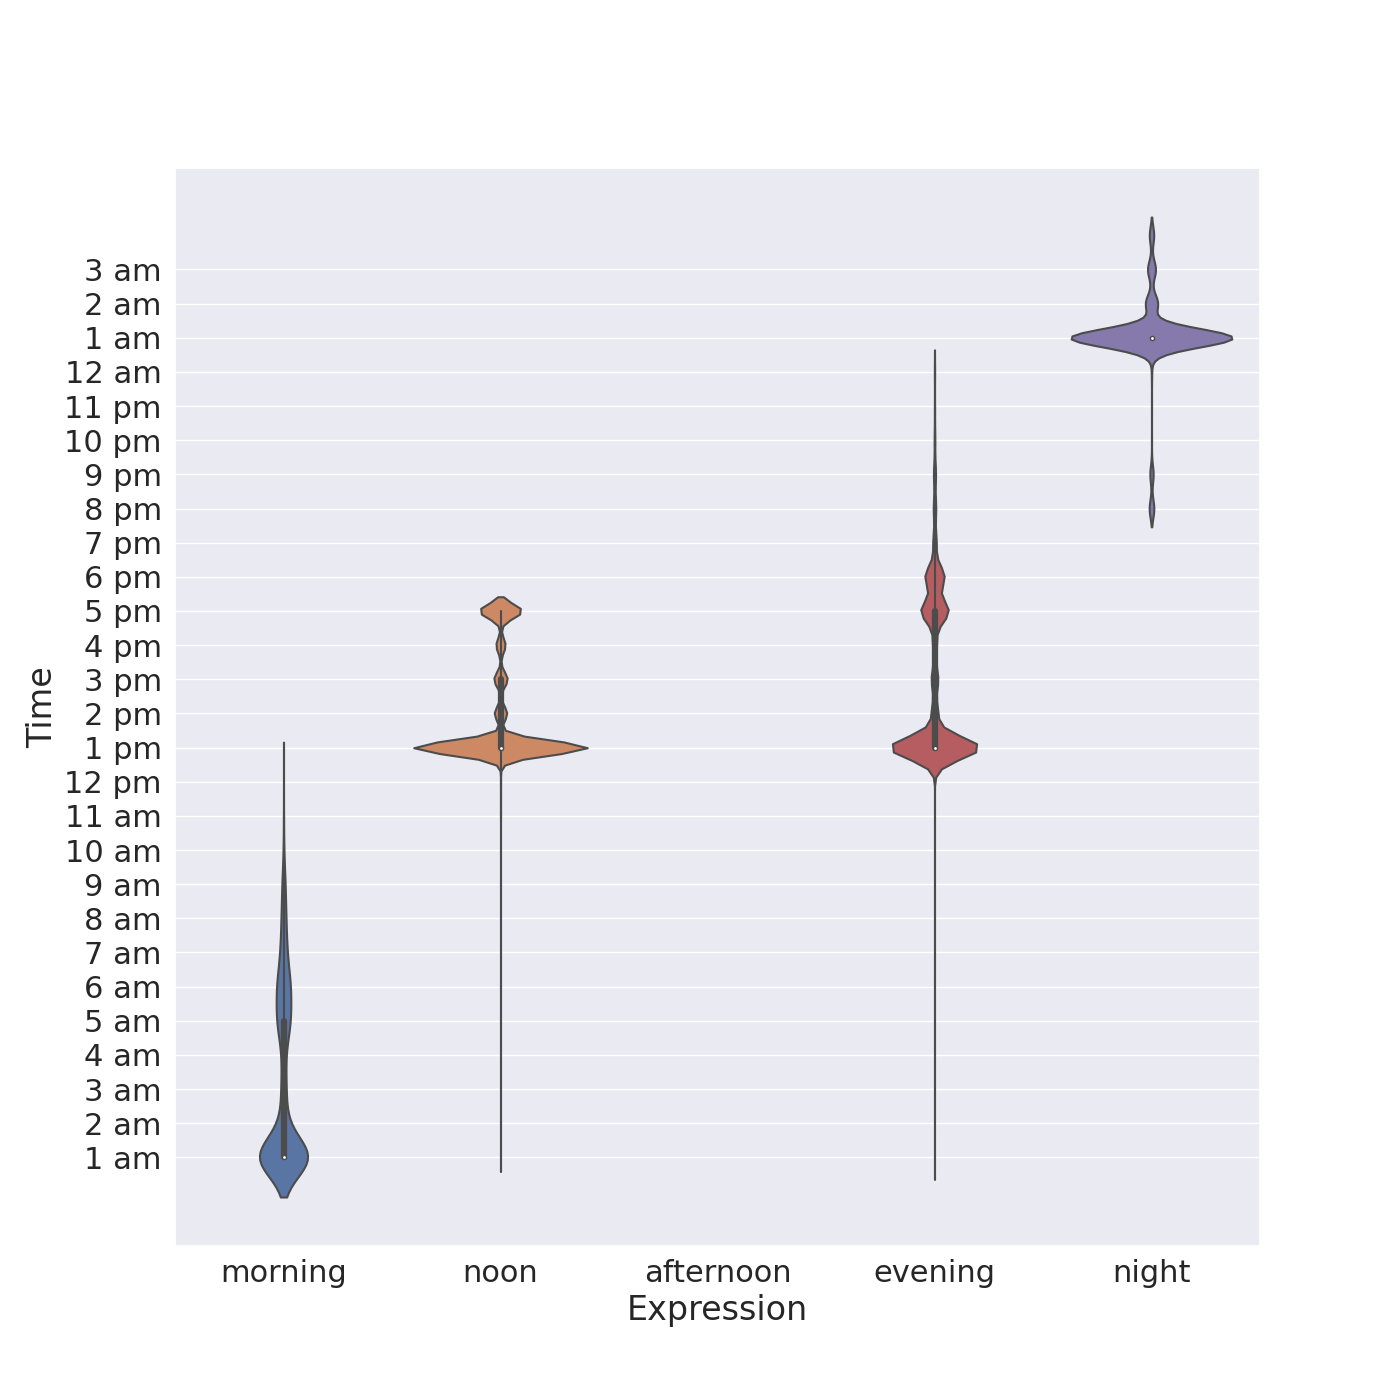 3 am
2 am
1 am
12 am
11 pm
10 pm
9 pm
8 pm
7 pm
6 pm
5 pm
4 pm
3 pm
2 pm
1 pm
12 pm
11 am
10 am
9 am
8 am
7 am
6 am
5 am
4 am
3 am
2 am
1 am
Time
morning noon afternoon evening night
Expression